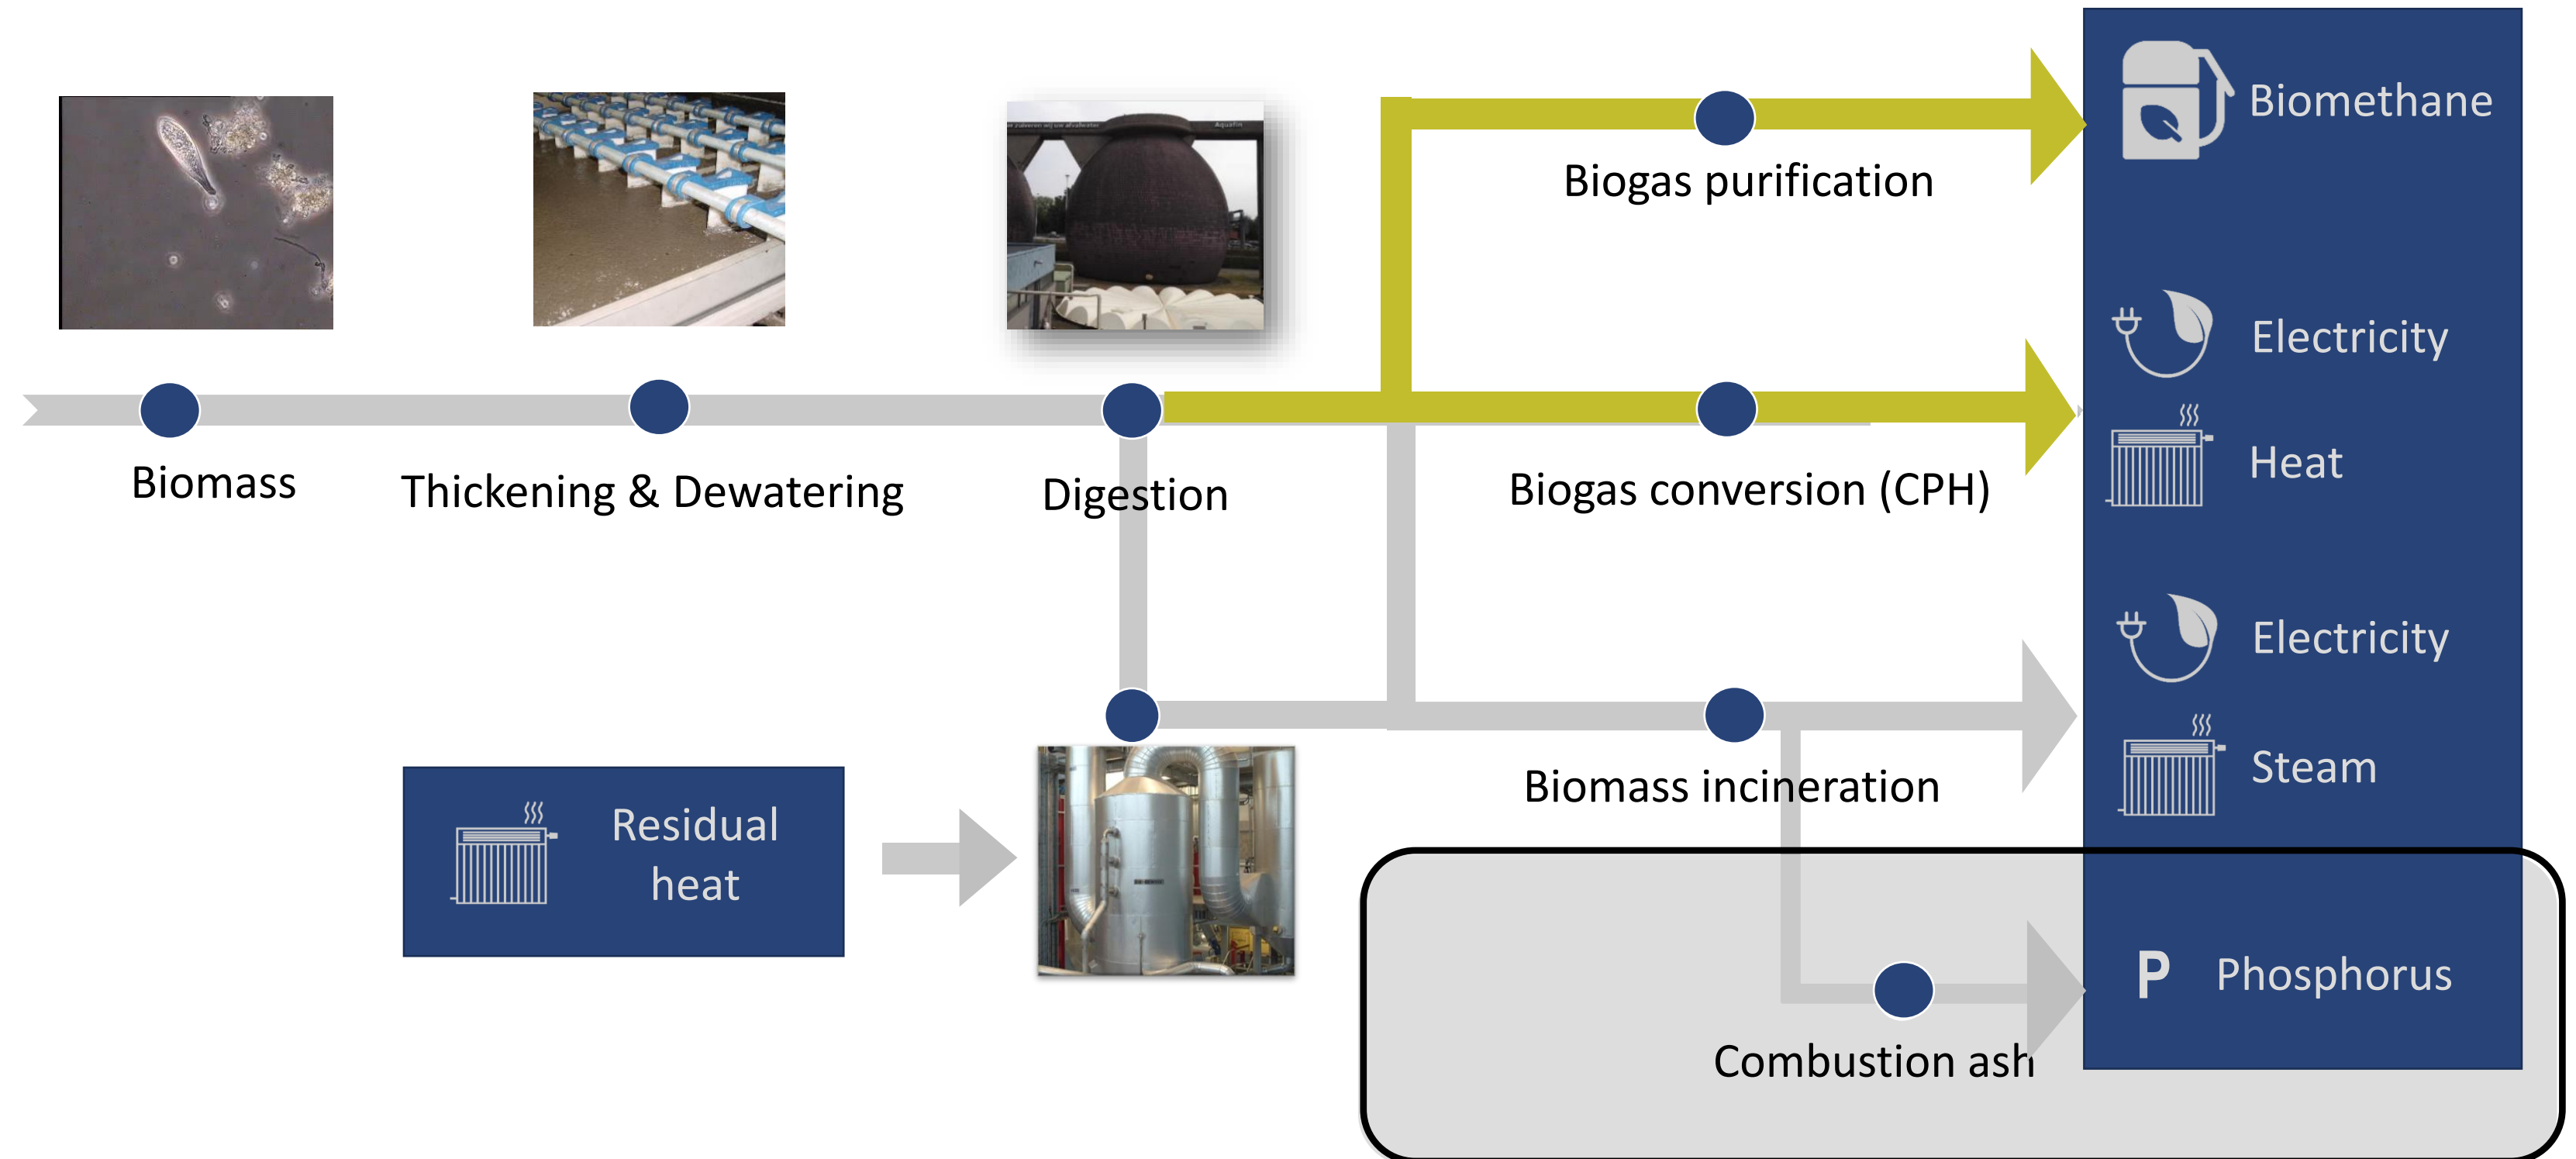 Biomethane
Biogas purification
Electricity
Heat
Biomass
Thickening & Dewatering
Digestion
Biogas conversion (CPH)
Electricity
Steam
Biomass incineration
Residual
heat
P Phosphorus
Combustion ash
Aquafin